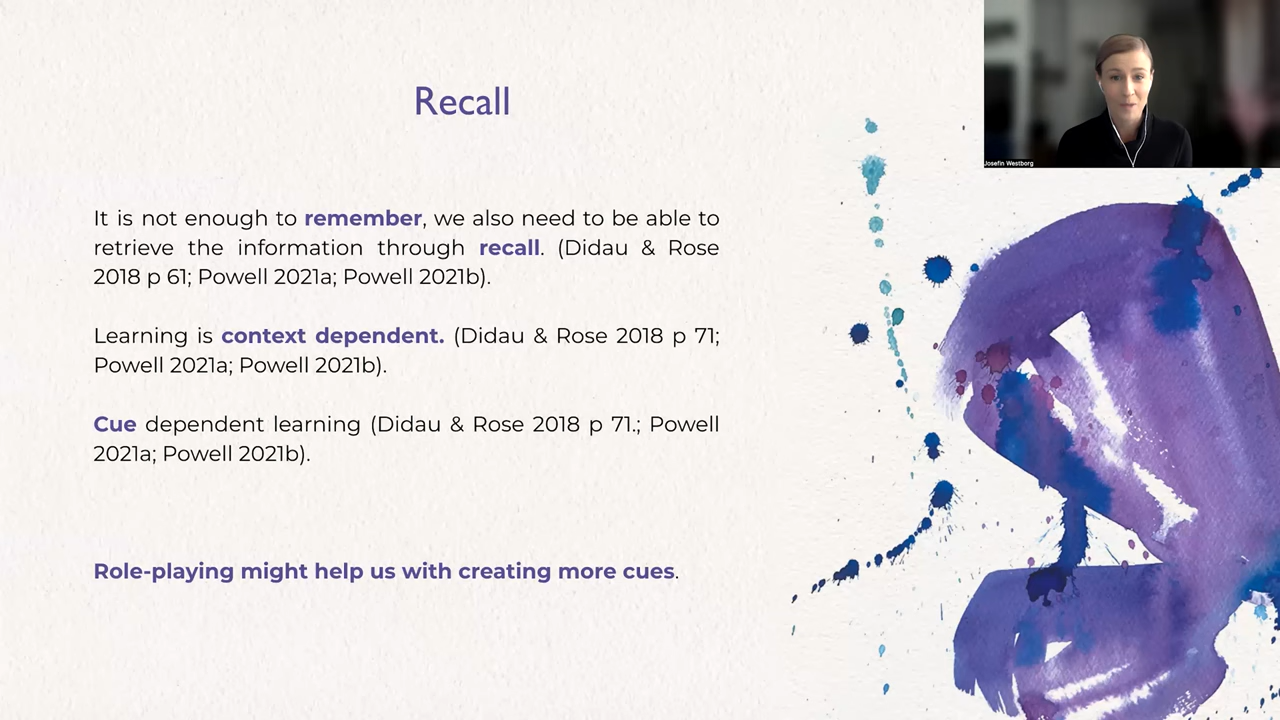 Recall
It is not enough to remember, we also need to be able to
retrieve the information through recall. (Didau & Rose
2018 p 61; Powell 2021a; Powell 2021b).
Learning is context dependent. (Didau & Rose 2018 p 71;
Powell 2021a; Powell 2021b).
Cue dependent learning (Didau & Rose 2018 p 71.; Powell
2021a; Powell 2021b).
Role-playing might help us with creating more cues.
Josefin Westborg